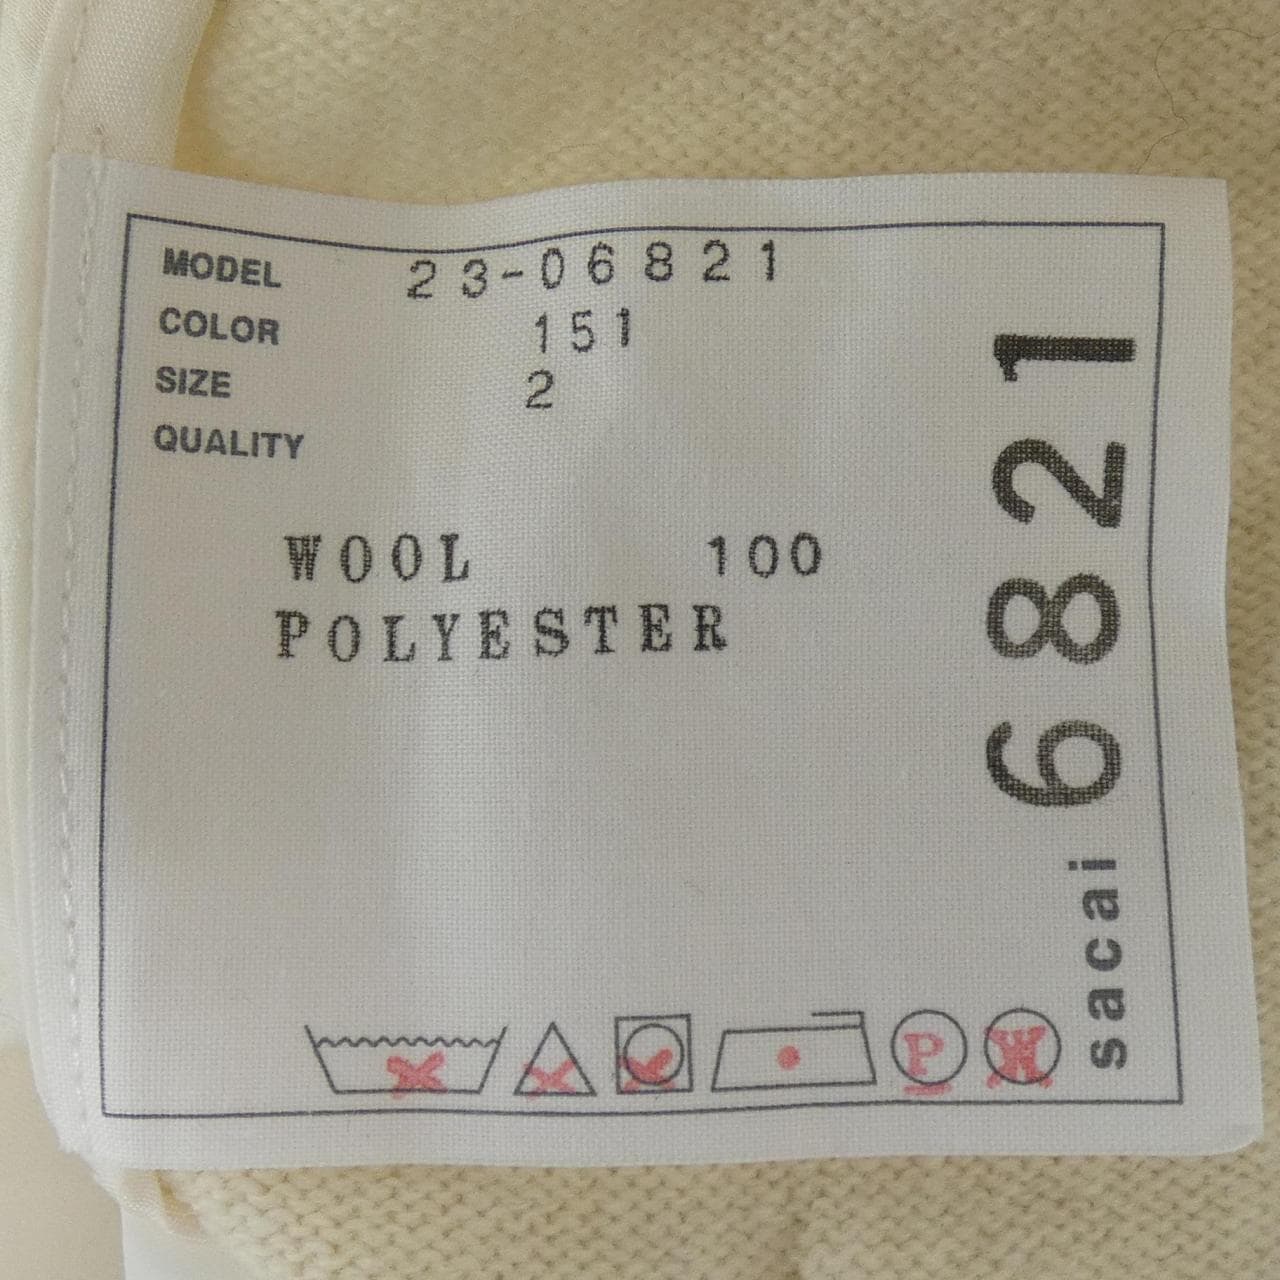 MODEL 23-06821
COLOR 151
SIZE 2
QUALITY
WOOL 100
POLYESTER
P W
sacai 6821